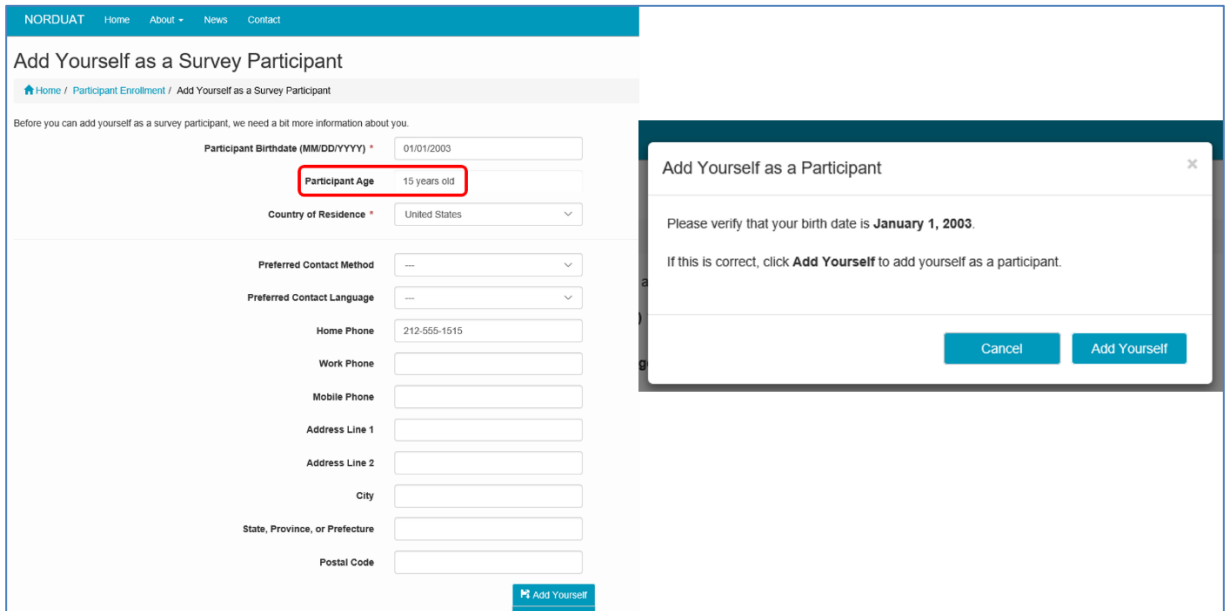 NORDUAT Home About News Contact
Add Yourself as a Survey Participant
Home / Participant Enrollment / Add Yourself as a Survey Participant
Before you can add yourself as a survey participant, we need a bit more information about you.
Participant Birthdate (MM/DD/YYYY) * 01/01/2003
Participant Age 15 years old
Country of Residence * United States
Preferred Contact Method ---
Preferred Contact Language ---
Home Phone 212-555-1515
Work Phone
Mobile Phone
Address Line 1
Address Line 2
City
State, Province, or Prefecture
Postal Code
Add Yourself
Add Yourself as a Participant ×
Please verify that your birth date is January 1, 2003.
If this is correct, click Add Yourself to add yourself as a participant.
Cancel Add Yourself